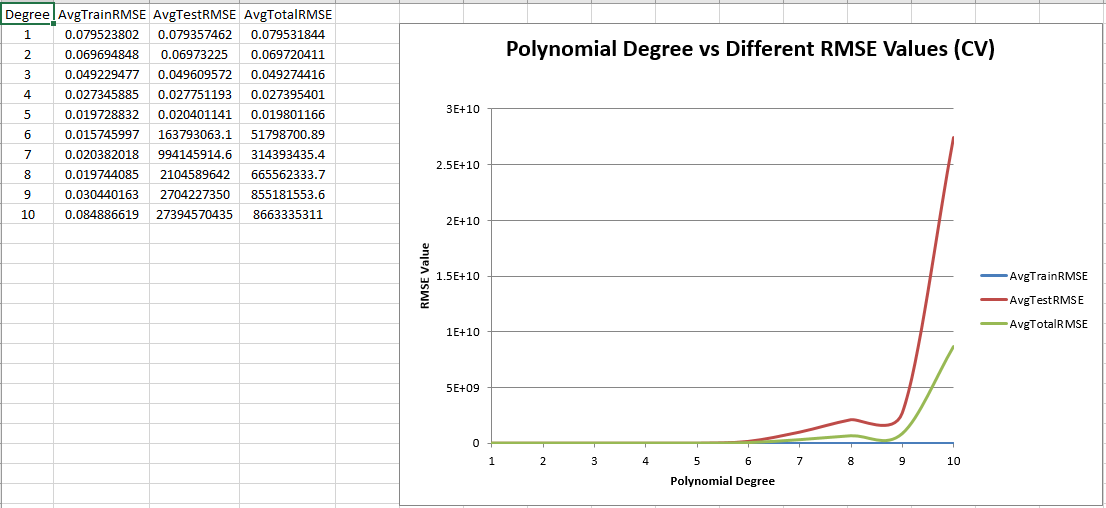 Degree AvgTrainRMSE AvgTestRMSE AvgTotalRMSE
1 0.079523802 0.079357462 0.079531844
2 0.069694848 0.06973225 0.069720411
3 0.049229477 0.049609572 0.049274416
4 0.027345885 0.027751193 0.027395401
5 0.019728832 0.020401141 0.019801166
6 0.015745997 163793063.1 51798700.89
7 0.020382018 994145914.6 314393435.4
8 0.019744085 2104589642 665562333.7
9 0.030440163 2704227350 855181553.6
10 0.084886619 27394570435 8663335311
Polynomial Degree vs Different RMSE Values (CV)
3E+10
2.5E+10
2E+10
1.5E+10
1E+10
5E+09
0
RMSE Value
1 2 3 4 5 6 7 8 9 10
Polynomial Degree
AvgTrainRMSE
AvgTestRMSE
AvgTotalRMSE